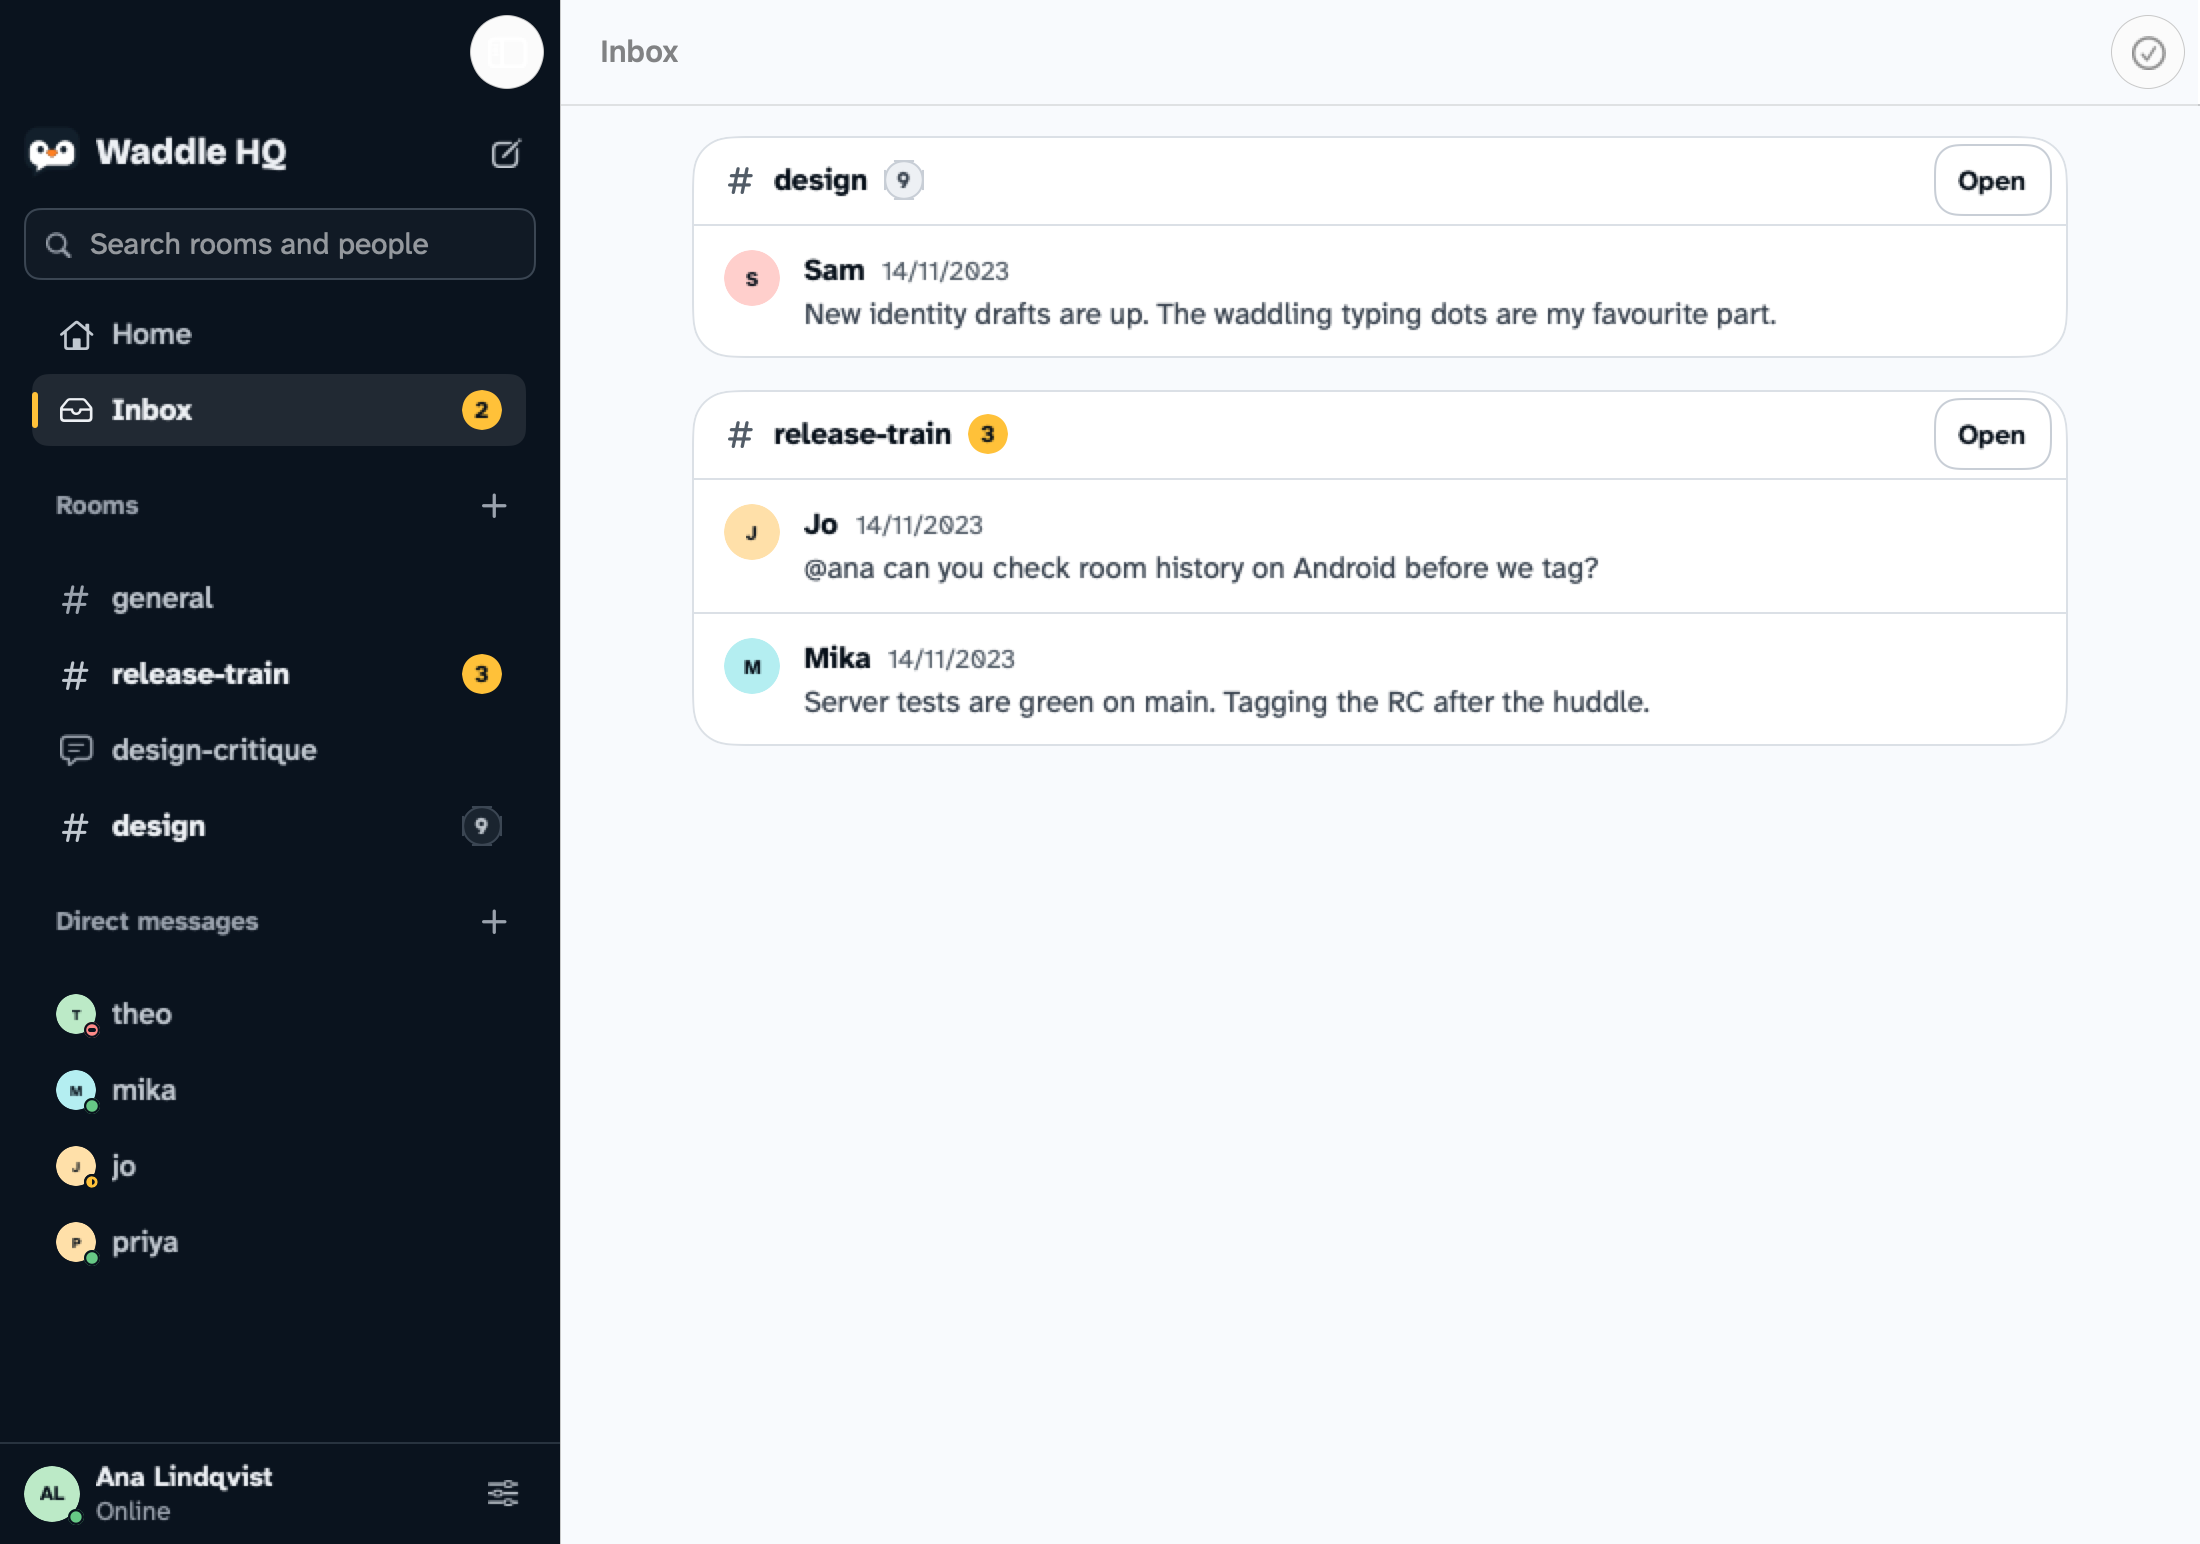 Waddle HQ
Search rooms and people
Home
Inbox 2
Rooms
# general
# release-train 3
design-critique
# design 9
Direct messages
T theo
M mika
J jo
P priya
AL Ana Lindqvist
Online
Inbox
# design 9 Open
S Sam 14/11/2023
New identity drafts are up. The waddling typing dots are my favourite part.
# release-train 3 Open
J Jo 14/11/2023
@ana can you check room history on Android before we tag?
M Mika 14/11/2023
Server tests are green on main. Tagging the RC after the huddle.